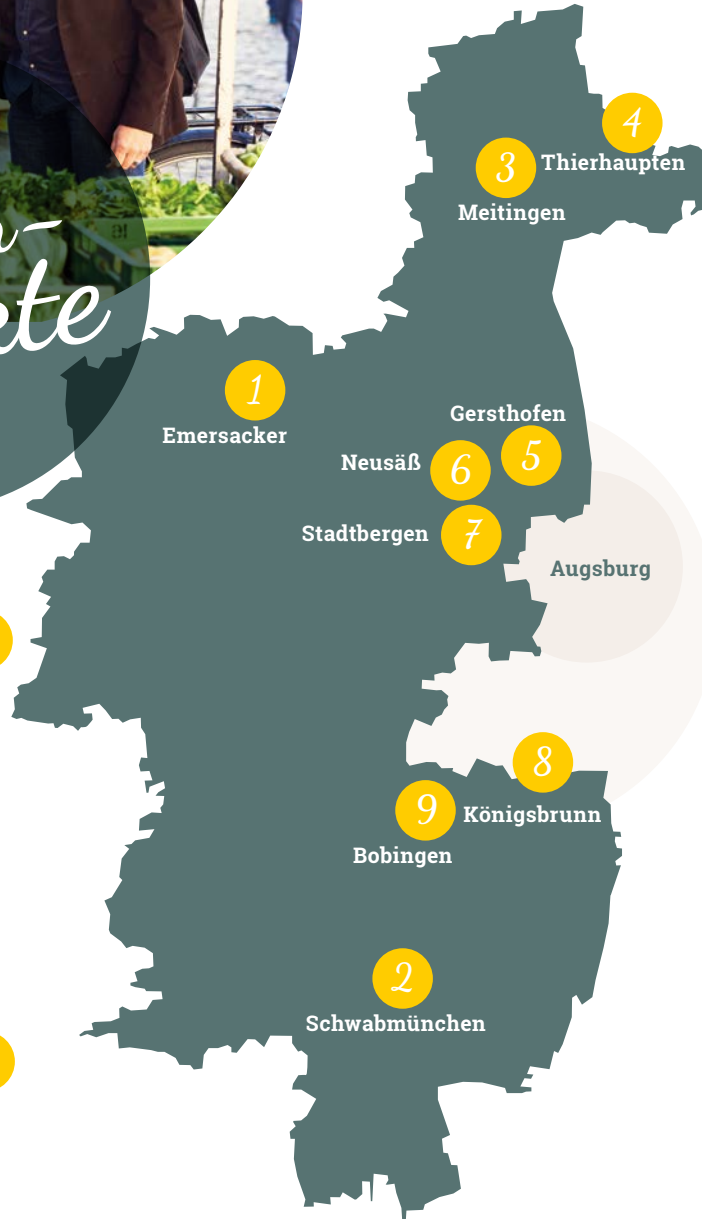 4
3
Thierhaupten
Meitingen
1
Emersacker
Gersthofen
5
Neusäß
6
Stadtbergen
7
Augsburg
8
9
Königsbrunn
Bobingen
2
Schwabmünchen